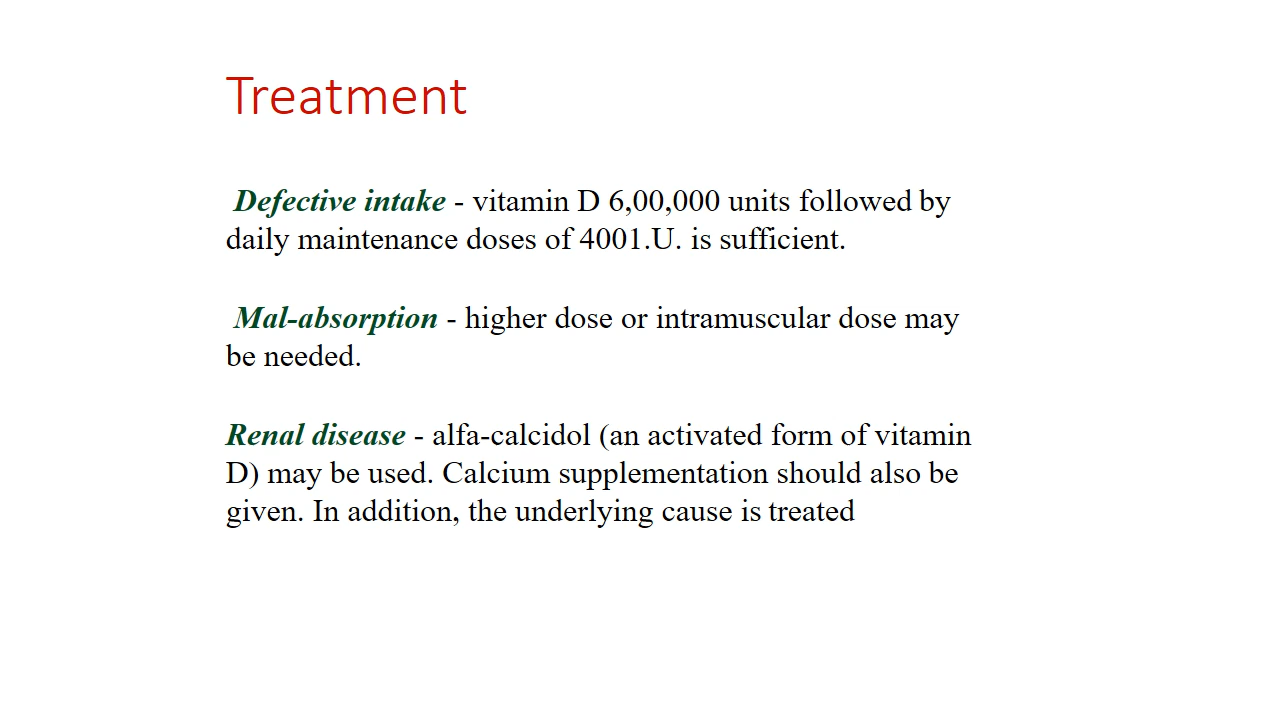 Treatment
Defective intake - vitamin D 6,00,000 units followed by
daily maintenance doses of 4001.U. is sufficient.
Mal-absorption - higher dose or intramuscular dose may
be needed.
Renal disease - alfa-calcidol (an activated form of vitamin
D) may be used. Calcium supplementation should also be
given. In addition, the underlying cause is treated